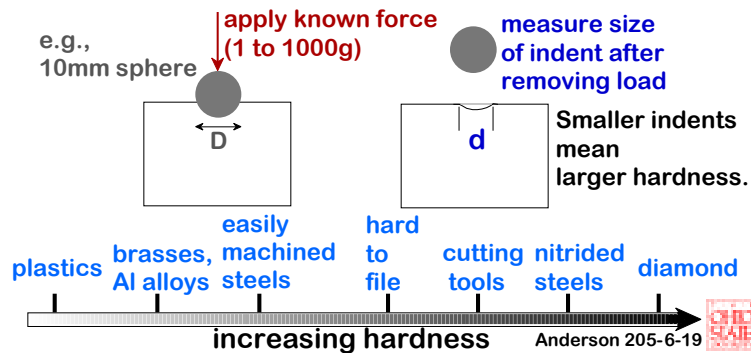 e.g.,
10mm sphere
apply known force
(1 to 1000g)
measure size
of indent after
removing load
D
d
Smaller indents
mean
larger hardness.
plastics
brasses,
Al alloys
easily
machined
steels
hard
to
file
cutting
tools
nitrided
steels
diamond
increasing hardness
Anderson 205-6-19
OHIO
STATE